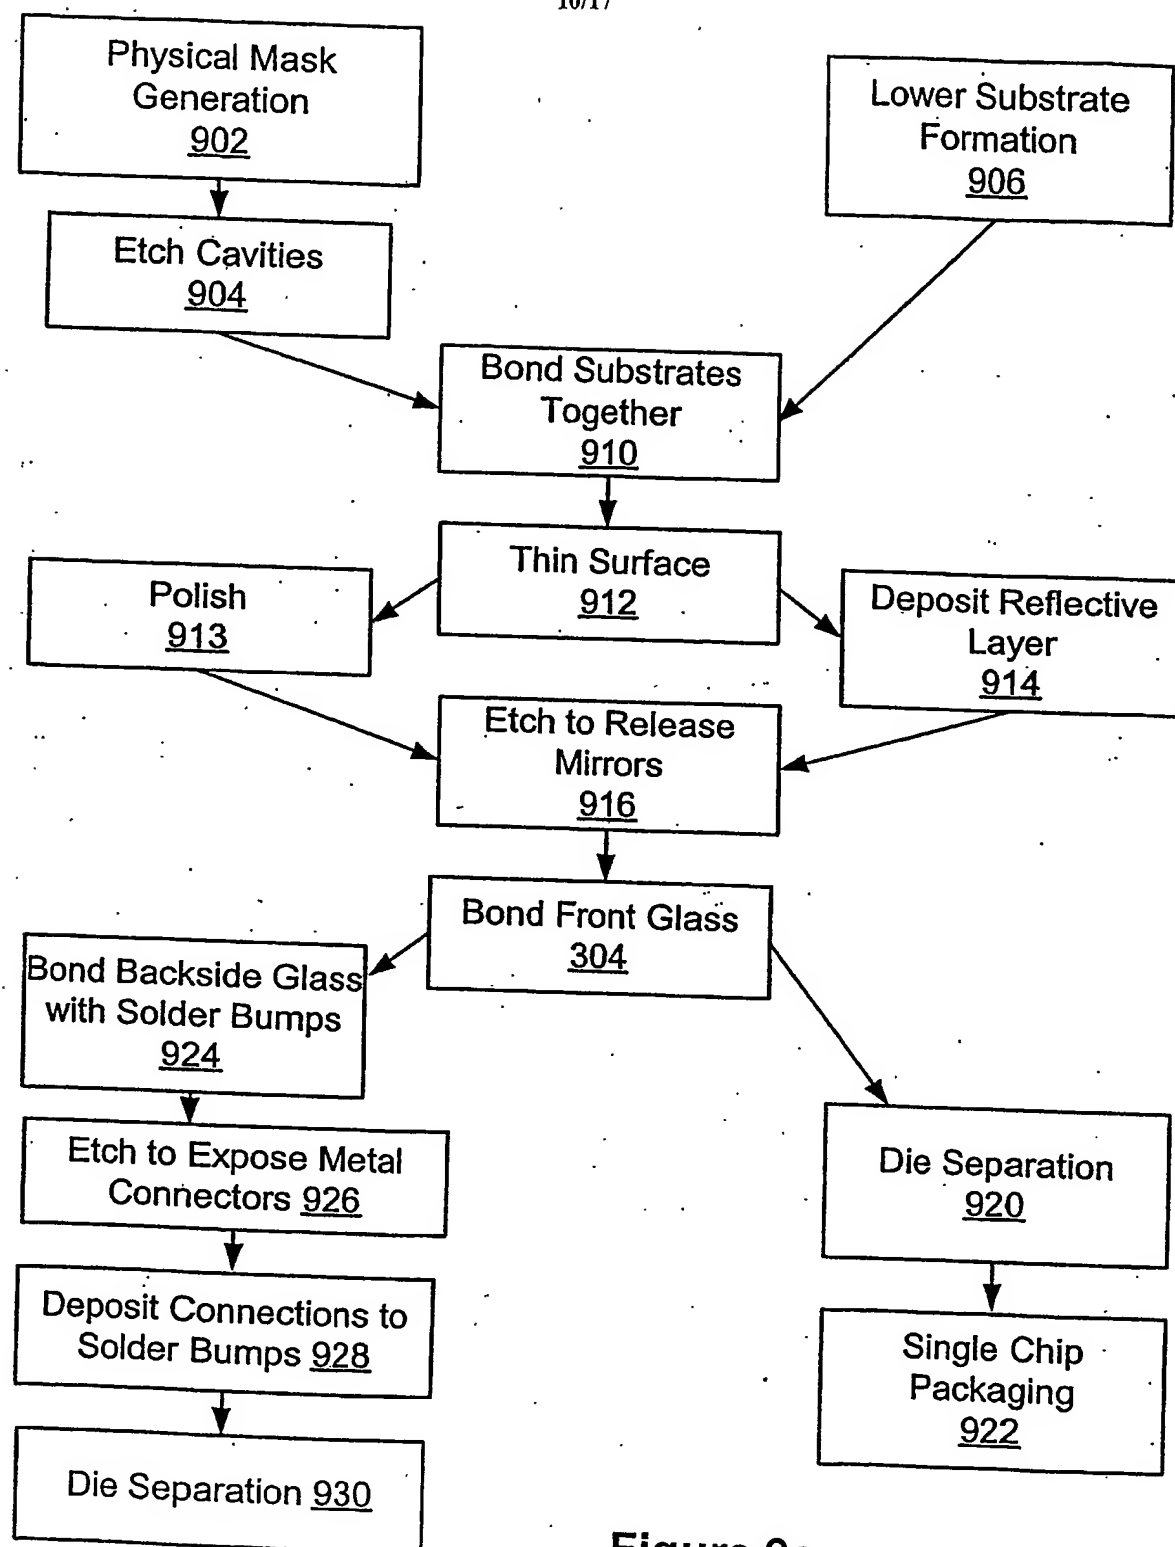 10/17
Physical Mask
Generation
902
Lower Substrate
Formation
906
Etch Cavities
904
Bond Substrates
Together
910
Thin Surface
912
Polish
913
Deposit Reflective
Layer
914
Etch to Release
Mirrors
916
Bond Front Glass
304
Bond Backside Glass
with Solder Bumps
924
Etch to Expose Metal
Connectors 926
Die Separation
920
Deposit Connections to
Solder Bumps 928
Single Chip
Packaging
922
Die Separation 930
Figure